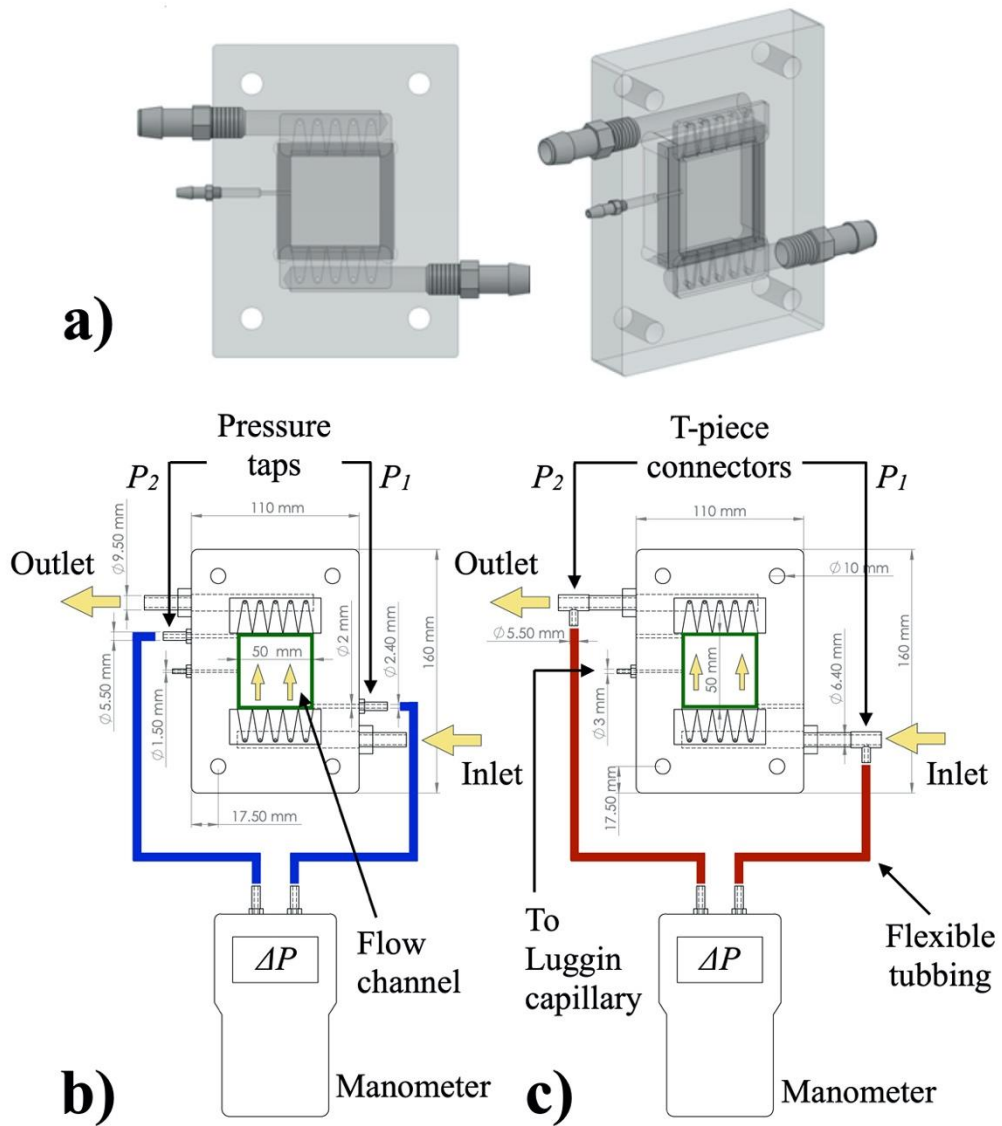 a)
Pressure
taps
P2
P1
110 mm
∅ 9.50 mm
Outlet
∅ 5.50 mm
∅ 1.50 mm
50 mm
∅ 2 mm
∅ 2.40 mm
160 mm
Inlet
17.50 mm
ΔP
Flow
channel
Manometer
b)
T-piece
connectors
P2
P1
110 mm
Outlet
∅ 10 mm
∅ 5.50 mm
∅ 3 mm
50 mm
∅ 6.40 mm
160 mm
Inlet
17.50 mm
To
Luggin
capillary
ΔP
Flexible
tubbing
Manometer
c)